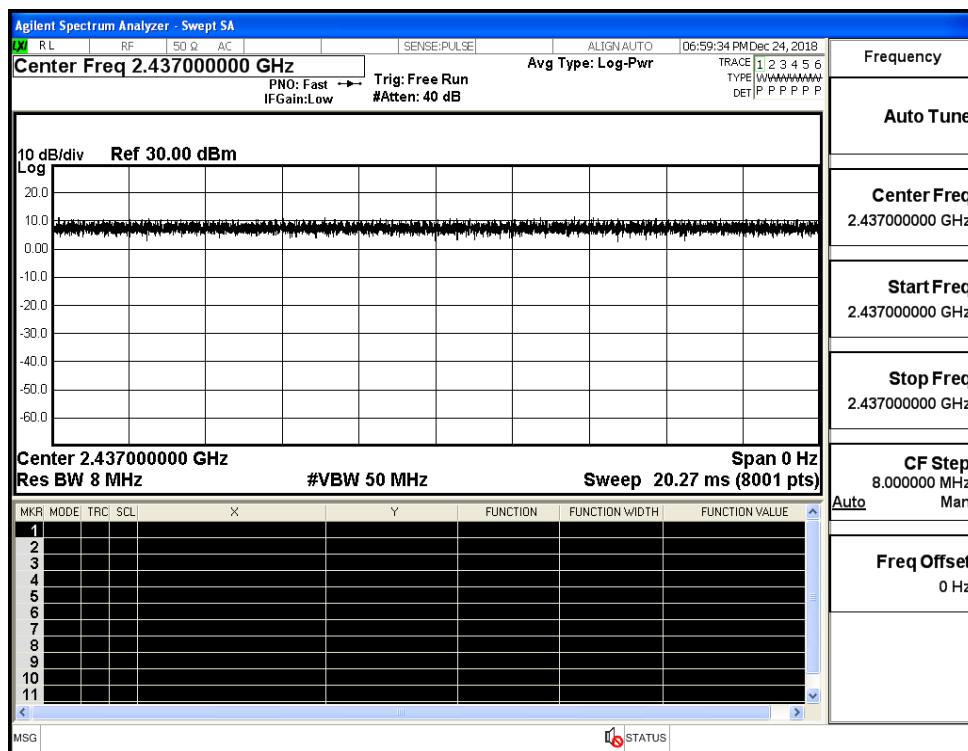 Agilent Spectrum Analyzer - Swept SA
LXI RL RF 50 Ω AC SENSE:PULSE ALIGN AUTO 06:59:34 PM Dec 24, 2018
Center Freq 2.437000000 GHz
Avg Type: Log-Pwr
TRACE 1 2 3 4 5 6
PNO: Fast
Trig: Free Run
TYPE WWWWWW
IFGain:Low
#Atten: 40 dB
DET P P P P P P
10 dB/div Ref 30.00 dBm
Log
20.0
10.0
0.00
-10.0
-20.0
-30.0
-40.0
-50.0
-60.0
Center 2.437000000 GHz Span 0 Hz
Res BW 8 MHz #VBW 50 MHz Sweep 20.27 ms (8001 pts)
MKR MODE TRC SCL X Y FUNCTION FUNCTION WIDTH FUNCTION VALUE
1
2
3
4
5
6
7
8
9
10
11
MSG STATUS
Frequency
Auto Tune
Center Freq
2.437000000 GHz
Start Freq
2.437000000 GHz
Stop Freq
2.437000000 GHz
CF Step
8.000000 MHz
Auto Man
Freq Offset
0 Hz